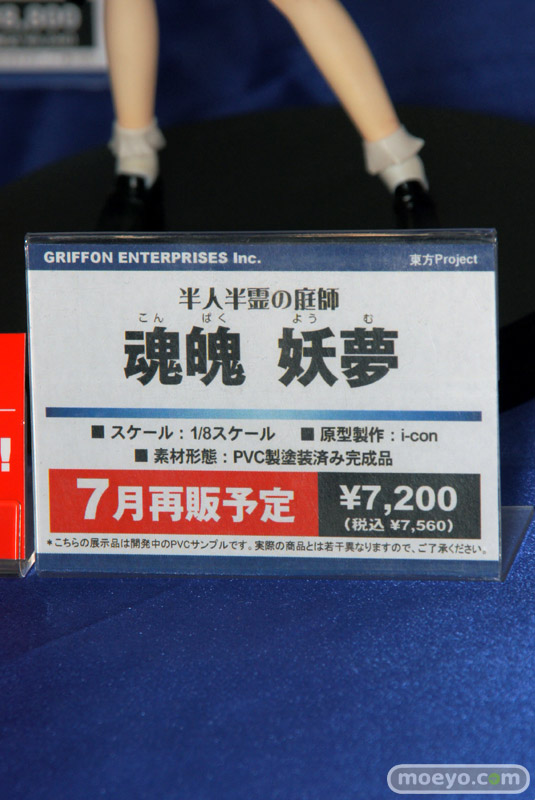 8,800
GRIFFON ENTERPRISES Inc.
東方Project
半人半霊の庭師
こん ぱく よう む
魂魄 妖夢
■ スケール：1/8スケール ■ 原型製作：i-con
■ 素材形態：PVC製塗装済み完成品
7月再販予定
¥7,200
(税込 ¥7,560)
＊こちらの展示品は開発中のPVCサンプルです。実際の商品とは若干異なりますので、ご了承ください。
!
moeyo.com